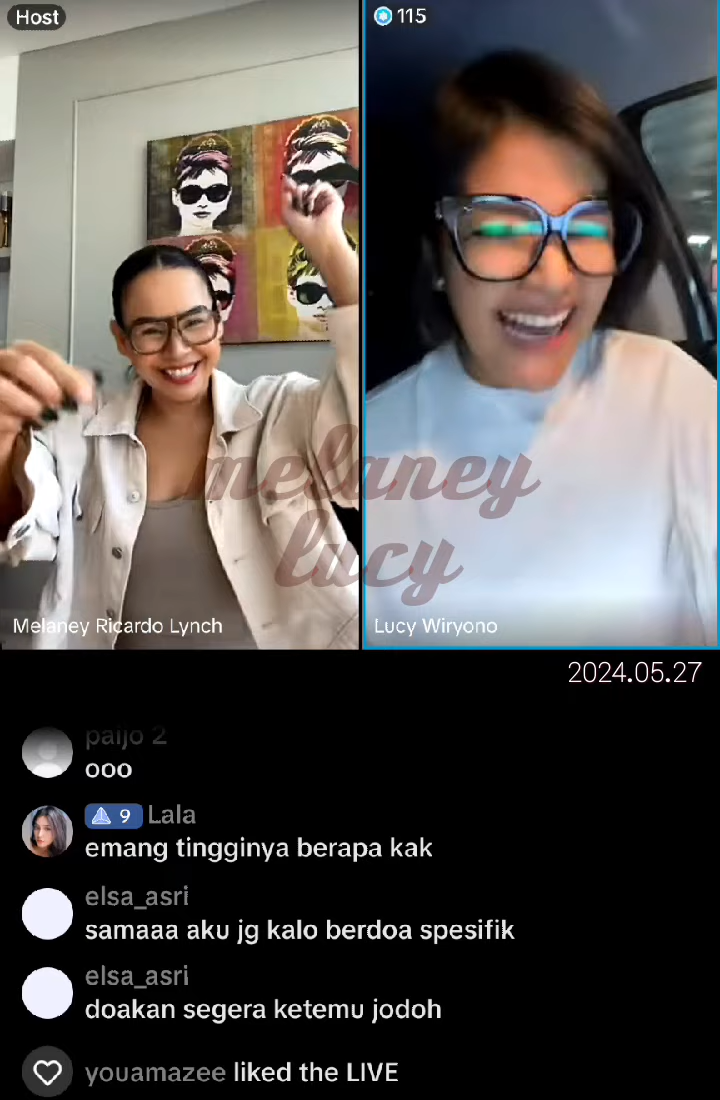 Host
115
melaney
lucy
Melaney Ricardo Lynch
Lucy Wiryono
2024.05.27
paijo 2
ooo
9 Lala
emang tingginya berapa kak
elsa_asri
samaaa aku jg kalo berdoa spesifik
elsa_asri
doakan segera ketemu jodoh
youamazee liked the LIVE